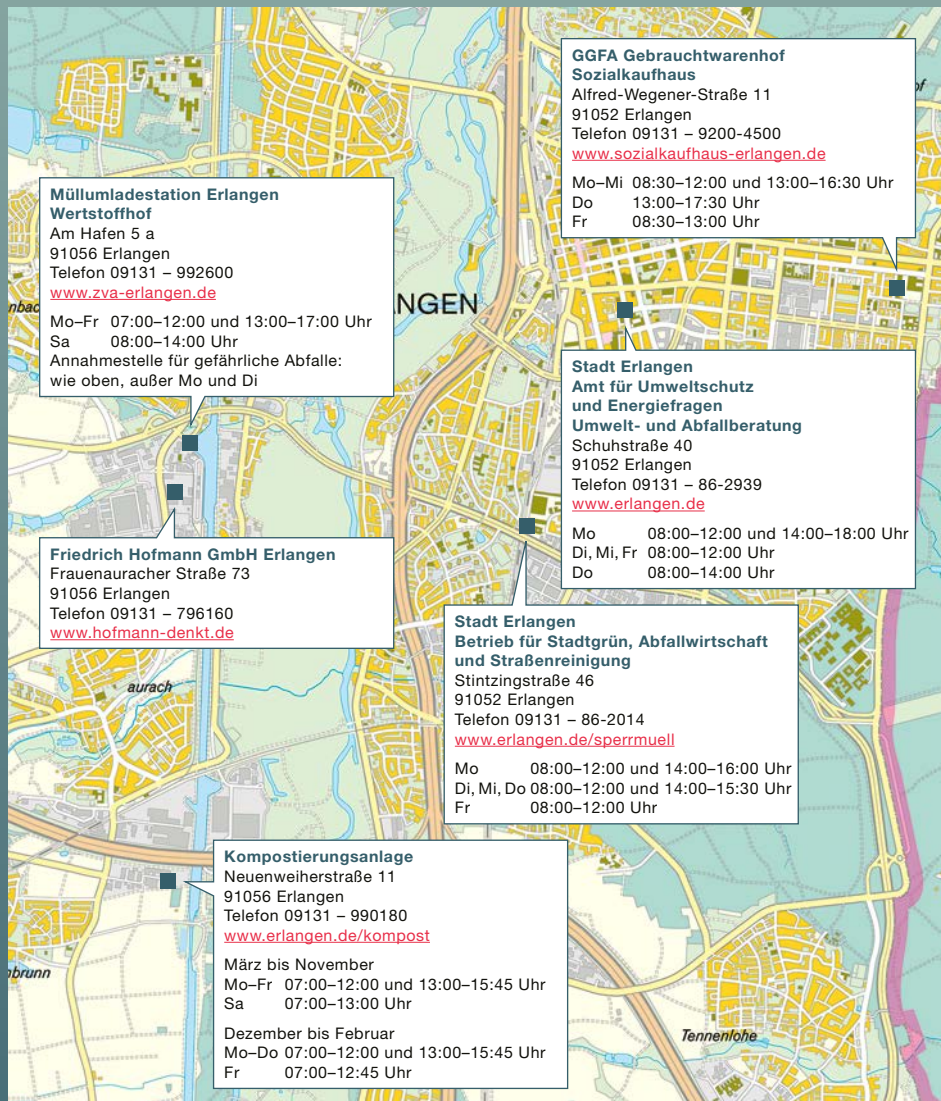 GGFA Gebrauchtwarenhof
Sozialkaufhaus
Alfred-Wegener-Straße 11
91052 Erlangen
Telefon 09131 – 9200-4500
www.sozialkaufhaus-erlangen.de
Mo–Mi 08:30–12:00 und 13:00–16:30 Uhr
Do 13:00–17:30 Uhr
Fr 08:30–13:00 Uhr
of
Müllumladestation Erlangen
Wertstoffhof
Am Hafen 5 a
91056 Erlangen
Telefon 09131 – 992600
www.zva-erlangen.de
Mo–Fr 07:00–12:00 und 13:00–17:00 Uhr
Sa 08:00–14:00 Uhr
Annahmestelle für gefährliche Abfalle:
wie oben, außer Mo und Di
nbac
ANGEN
Stadt Erlangen
Amt für Umweltschutz
und Energiefragen
Umwelt- und Abfallberatung
Schuhstraße 40
91052 Erlangen
Telefon 09131 – 86-2939
www.erlangen.de
Mo 08:00–12:00 und 14:00–18:00 Uhr
Di, Mi, Fr 08:00–12:00 Uhr
Do 08:00–14:00 Uhr
Friedrich Hofmann GmbH Erlangen
Frauenauracher Straße 73
91056 Erlangen
Telefon 09131 – 796160
www.hofmann-denkt.de
Stadt Erlangen
Betrieb für Stadtgrün, Abfallwirtschaft
und Straßenreinigung
Stintzingstraße 46
91052 Erlangen
Telefon 09131 – 86-2014
www.erlangen.de/sperrmuell
Mo 08:00–12:00 und 14:00–16:00 Uhr
Di, Mi, Do 08:00–12:00 und 14:00–15:30 Uhr
Fr 08:00–12:00 Uhr
aurach
Kompostierungsanlage
Neuenweiherstraße 11
91056 Erlangen
Telefon 09131 – 990180
www.erlangen.de/kompost
März bis November
Mo–Fr 07:00–12:00 und 13:00–15:45 Uhr
Sa 07:00–13:00 Uhr
Dezember bis Februar
Mo–Do 07:00–12:00 und 13:00–15:45 Uhr
Fr 07:00–12:45 Uhr
nbrunn
Tennenlohe